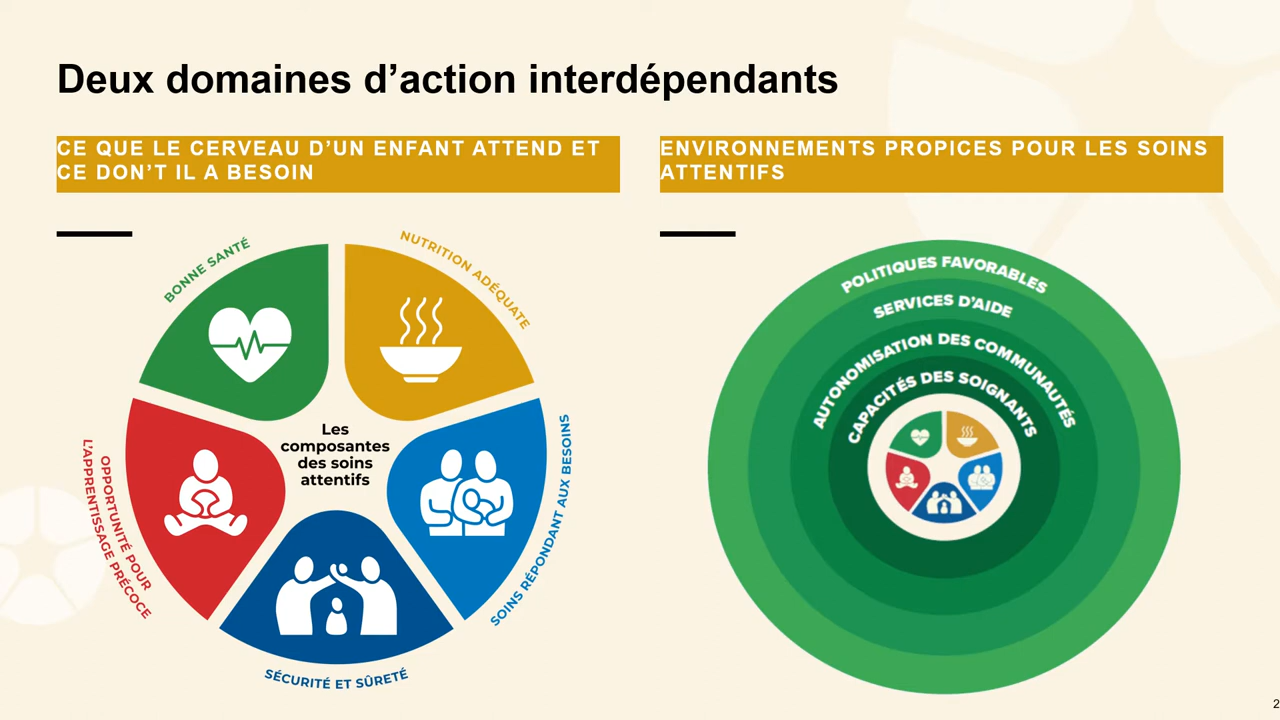 Deux domaines d’action interdépendants
CE QUE LE CERVEAU D’UN ENFANT ATTEND ET
CE DON’T IL A BESOIN
BONNE SANTÉ
NUTRITION ADÉQUATE
Les
composantes
des soins
attentifs
OPPORTUNITÉ POUR
L’APPRENTISSAGE PRÉCOCE
SOINS RÉPONDANT AUX BESOINS
SÉCURITÉ ET SÛRETÉ
ENVIRONNEMENTS PROPICES POUR LES SOINS
ATTENTIFS
POLITIQUES FAVORABLES
SERVICES D’AIDE
AUTONOMISATION DES COMMUNAUTÉS
CAPACITÉS DES SOIGNANTS
2